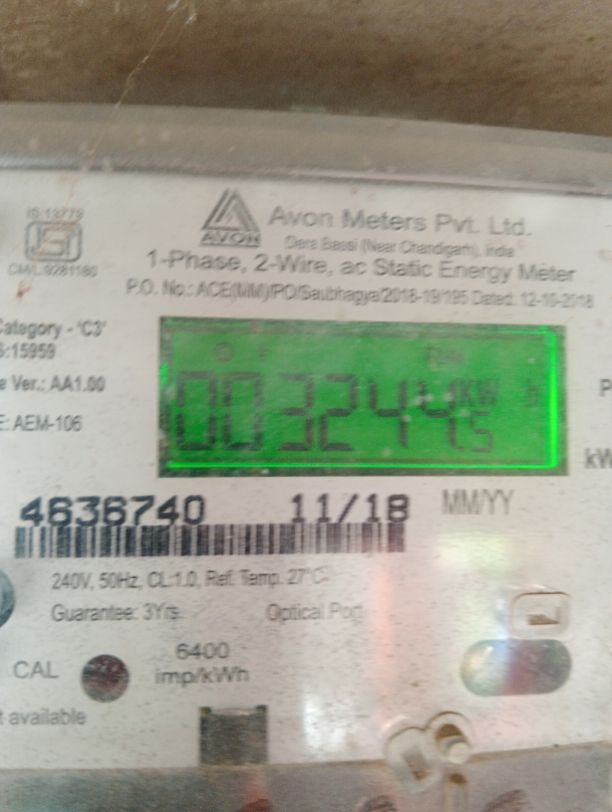 IS:13779
CM/L 9281180
AVON
Avon Meters Pvt. Ltd.
Dera Bassi (Near Chandigarh), India
1-Phase, 2-Wire, ac Static Energy Meter
P.O. No.: ACE(MM)/PO/Saubhagya/2018-19/195 Dated: 12-10-2018
Category - 'C3'
S:15959
e Ver.: AA1.00
E: AEM-106
003244.5 KW h
P
kW
4636740 11/18 MM/YY
240V, 50Hz, CL:1.0, Ref. Temp. 27°C
Guarantee: 3Yrs. Optical Port
CAL
6400
imp/kWh
t available